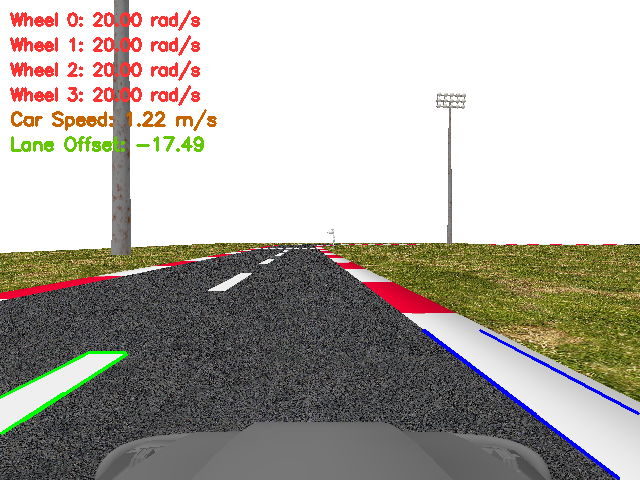 Wheel 0: 20.00 rad/s
Wheel 1: 20.00 rad/s
Wheel 2: 20.00 rad/s
Wheel 3: 20.00 rad/s
Car Speed: 1.22 m/s
Lane Offset: -17.49